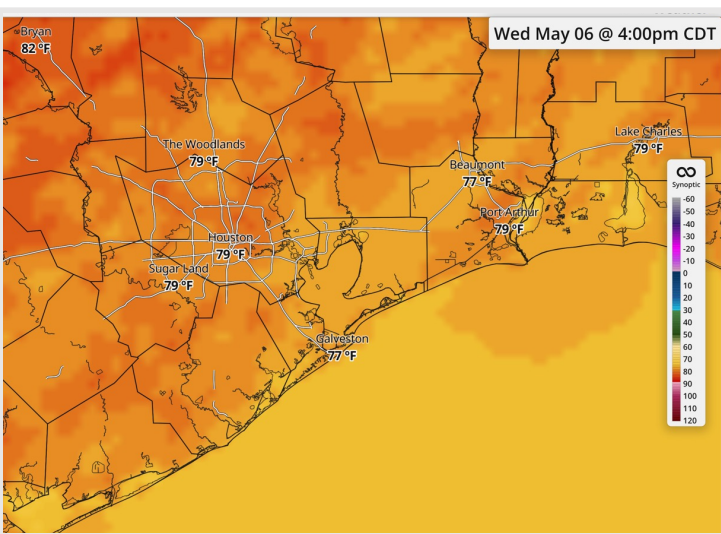 Wed May 06 @ 4:00pm CDT
Bryan
82 °F
The Woodlands
79 °F
Lake Charles
79 °F
Beaumont
77 °F
Port Arthur
79 °F
Houston
79 °F
Sugar Land
79 °F
Galveston
77 °F
Synoptic
-60
-50
-40
-30
-20
-10
0
10
20
30
40
50
60
70
80
90
100
110
120